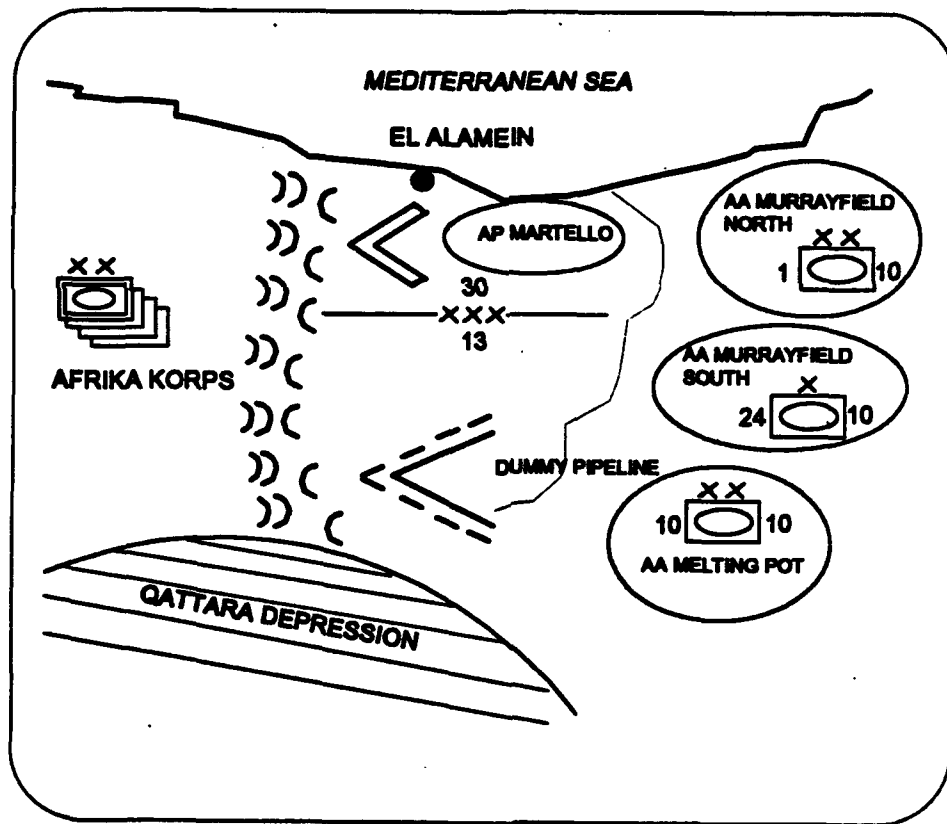 MEDITERRANEAN SEA
EL ALAMEIN
AP MARTELLO
30
XXX
13
AA MURRAYFIELD
NORTH
XX
1 10
XX
AFRIKA KORPS
AA MURRAYFIELD
SOUTH
X
24 10
DUMMY PIPELINE
XX
10 10
AA MELTING POT
QATTARA DEPRESSION